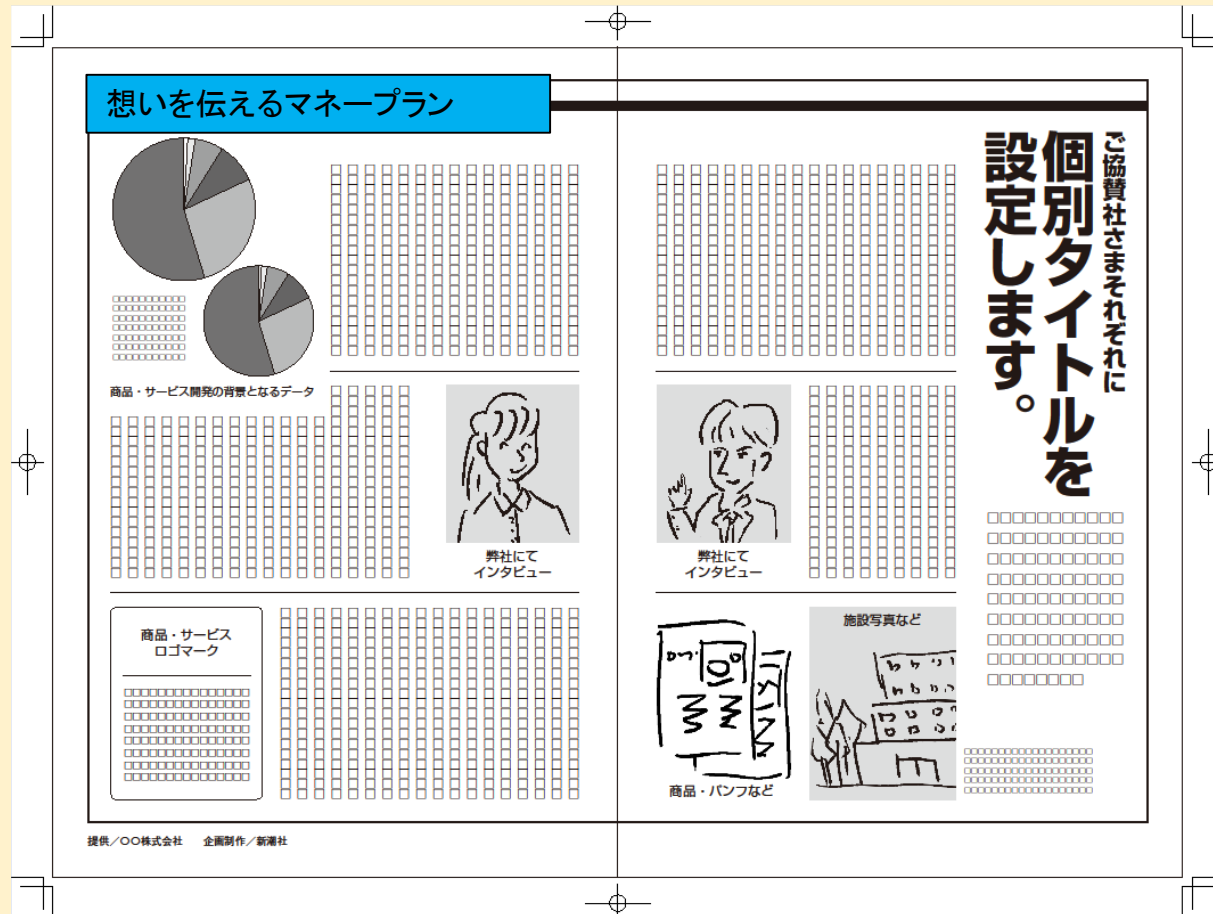 想いを伝えるマネープラン
ご協賛社さまそれぞれに
個別タイトルを
設定します。
商品・サービス開発の背景となるデータ
弊社にて
インタビュー
弊社にて
インタビュー
商品・サービス
ロゴマーク
商品・パンフなど
施設写真など
提供／〇〇株式会社　企画制作／新潮社